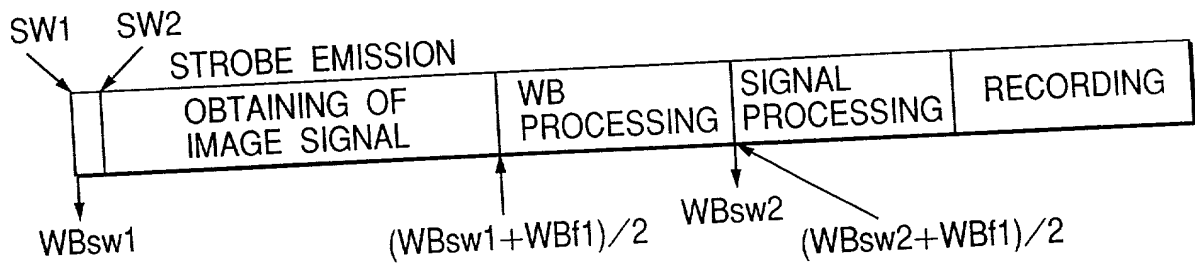 SW1
SW2
STROBE EMISSION
OBTAINING OF
IMAGE SIGNAL
WB
PROCESSING
SIGNAL
PROCESSING
RECORDING
WBsw1
(WBsw1+WBf1)/2
WBsw2
(WBsw2+WBf1)/2